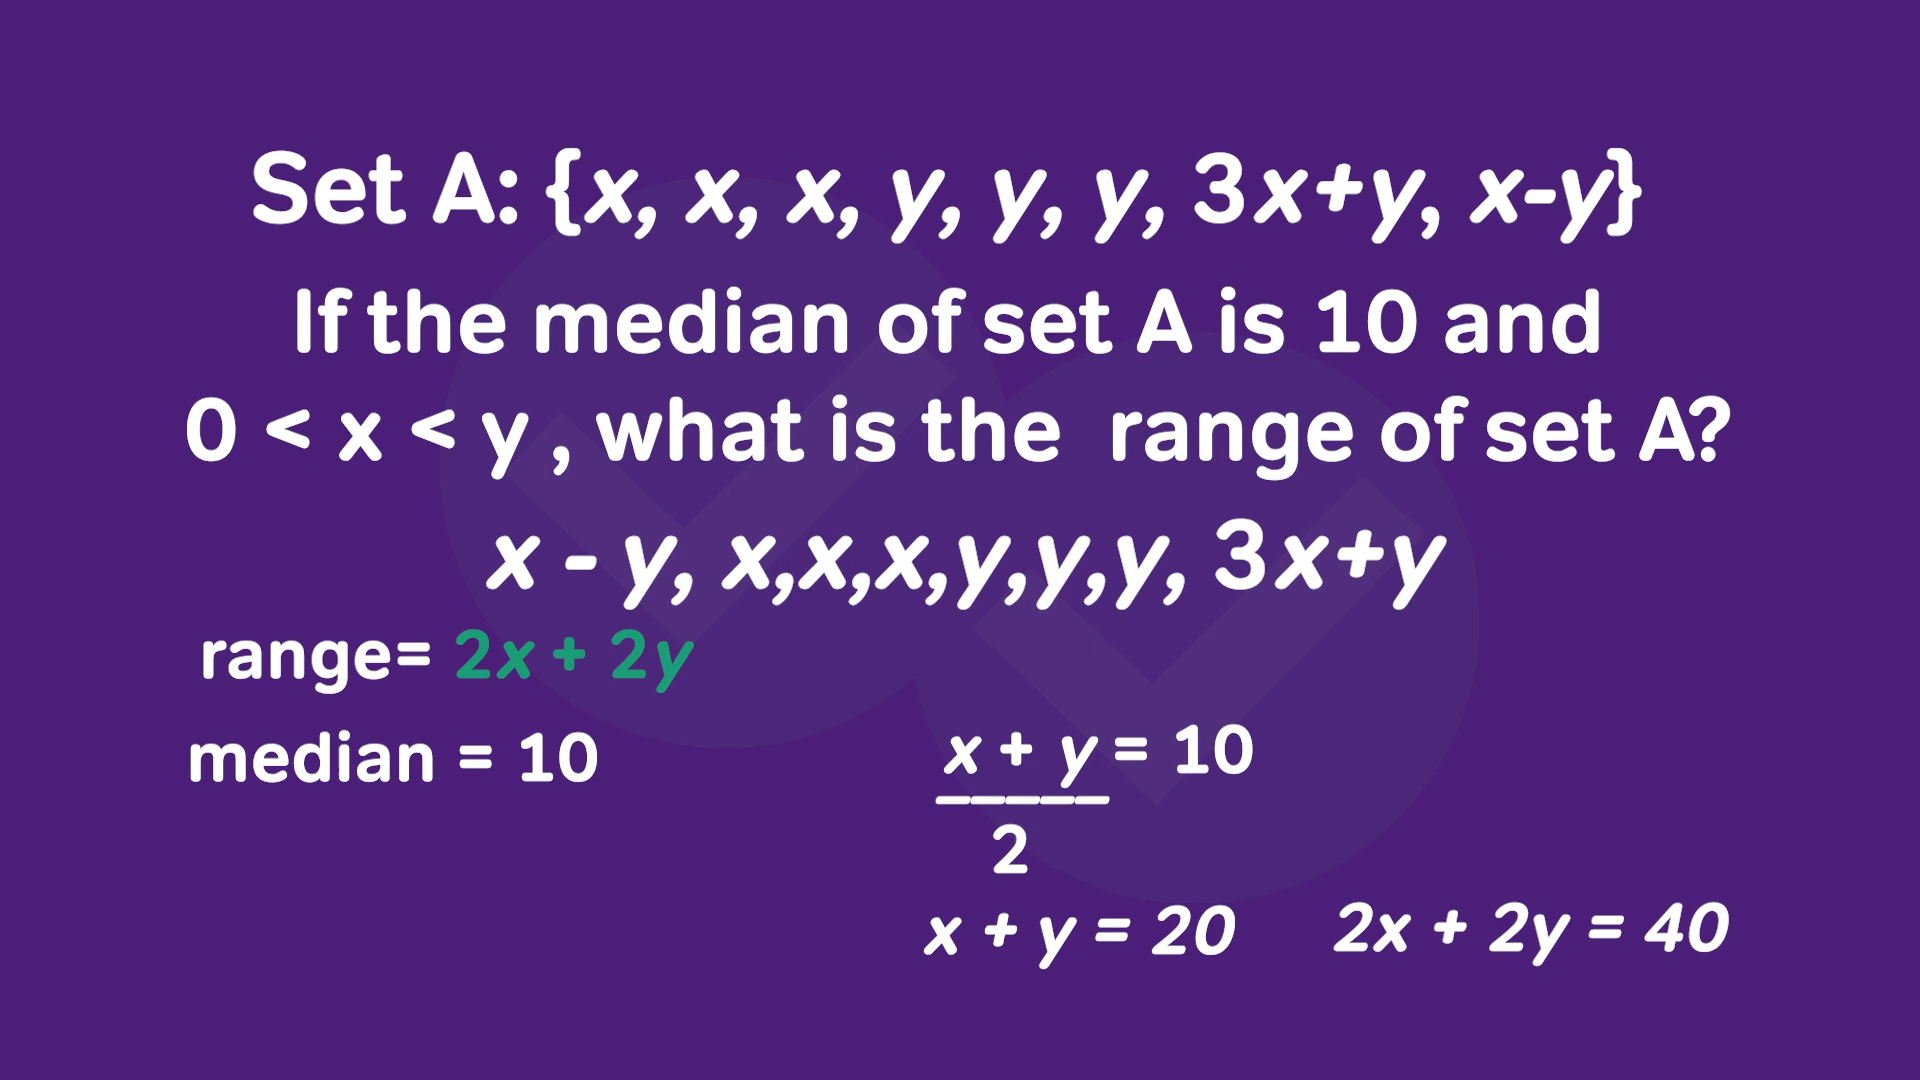 Set A: {x, x, x, y, y, y, 3x+y, x-y}
If the median of set A is 10 and
0 < x < y , what is the range of set A?
x - y, x,x,x,y,y,y, 3x+y
range= 2x + 2y
median = 10
x + y = 10
_____
2
x + y = 20
2x + 2y = 40